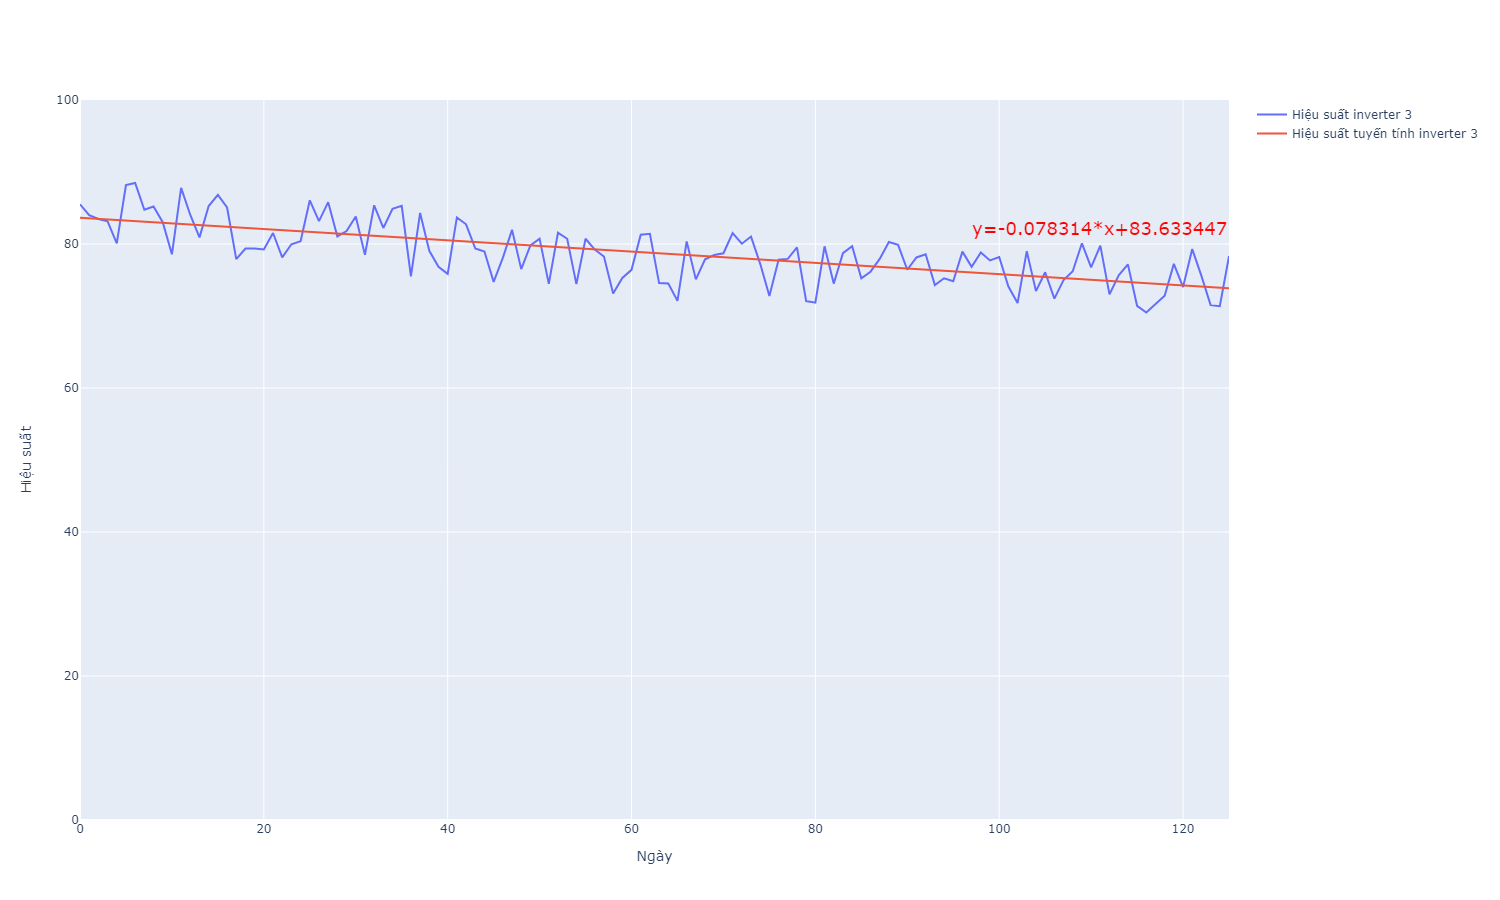 Hiệu suất inverter 3
Hiệu suất tuyến tính inverter 3
y=-0.078314*x+83.633447
100
80
60
40
20
0
Hiệu suất
0 20 40 60 80 100 120
Ngày